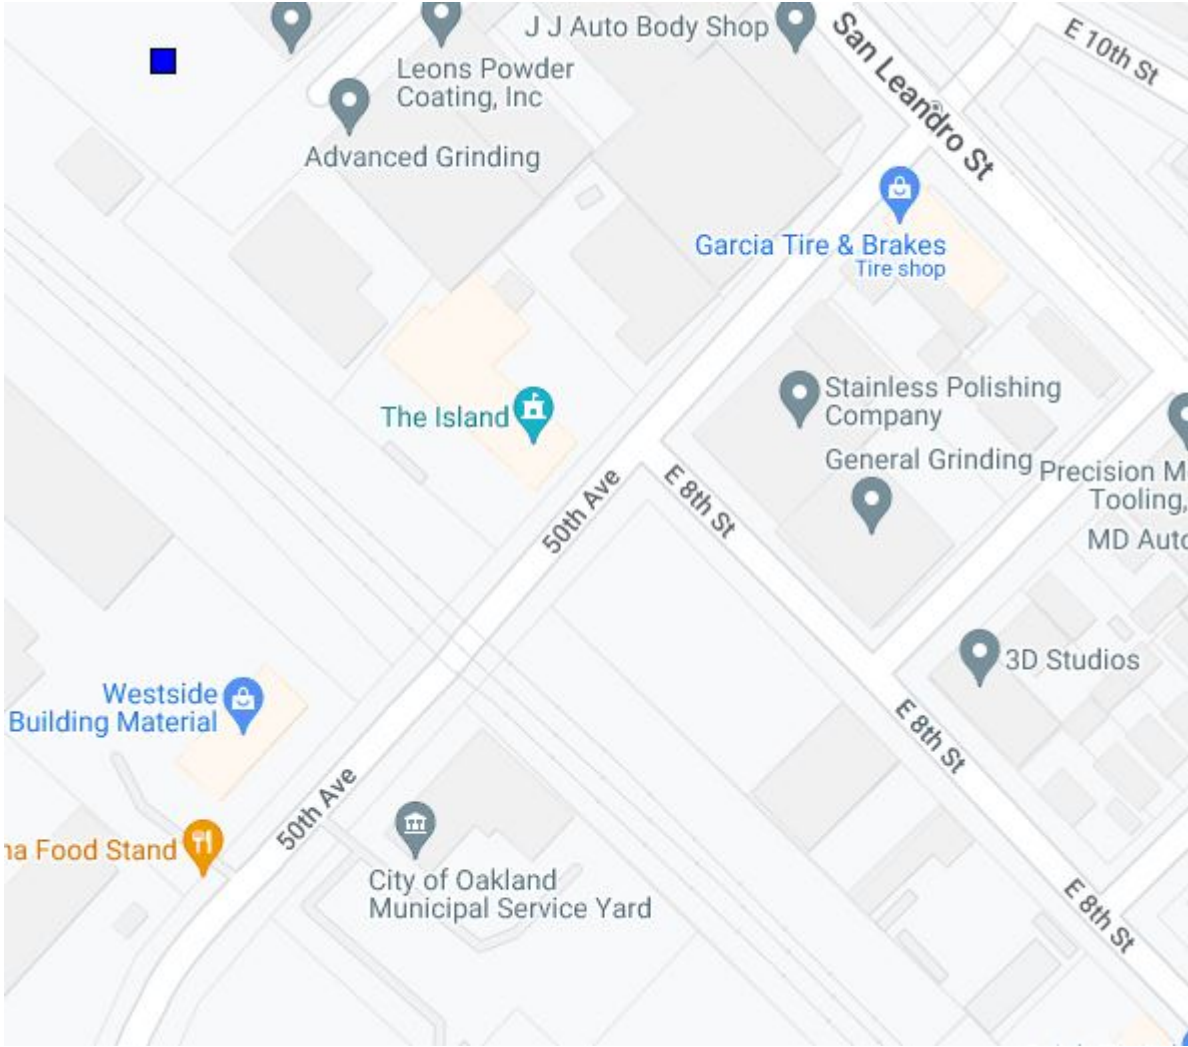 J J Auto Body Shop
San Leandro St
E 10th St
Leons Powder
Coating, Inc
Advanced Grinding
Garcia Tire & Brakes
Tire shop
Stainless Polishing
Company
The Island
General Grinding
Precision M
Tooling,
50th Ave
E 8th St
MD Auto
3D Studios
Westside
Building Material
E 8th St
50th Ave
na Food Stand
City of Oakland
Municipal Service Yard
E 8th St